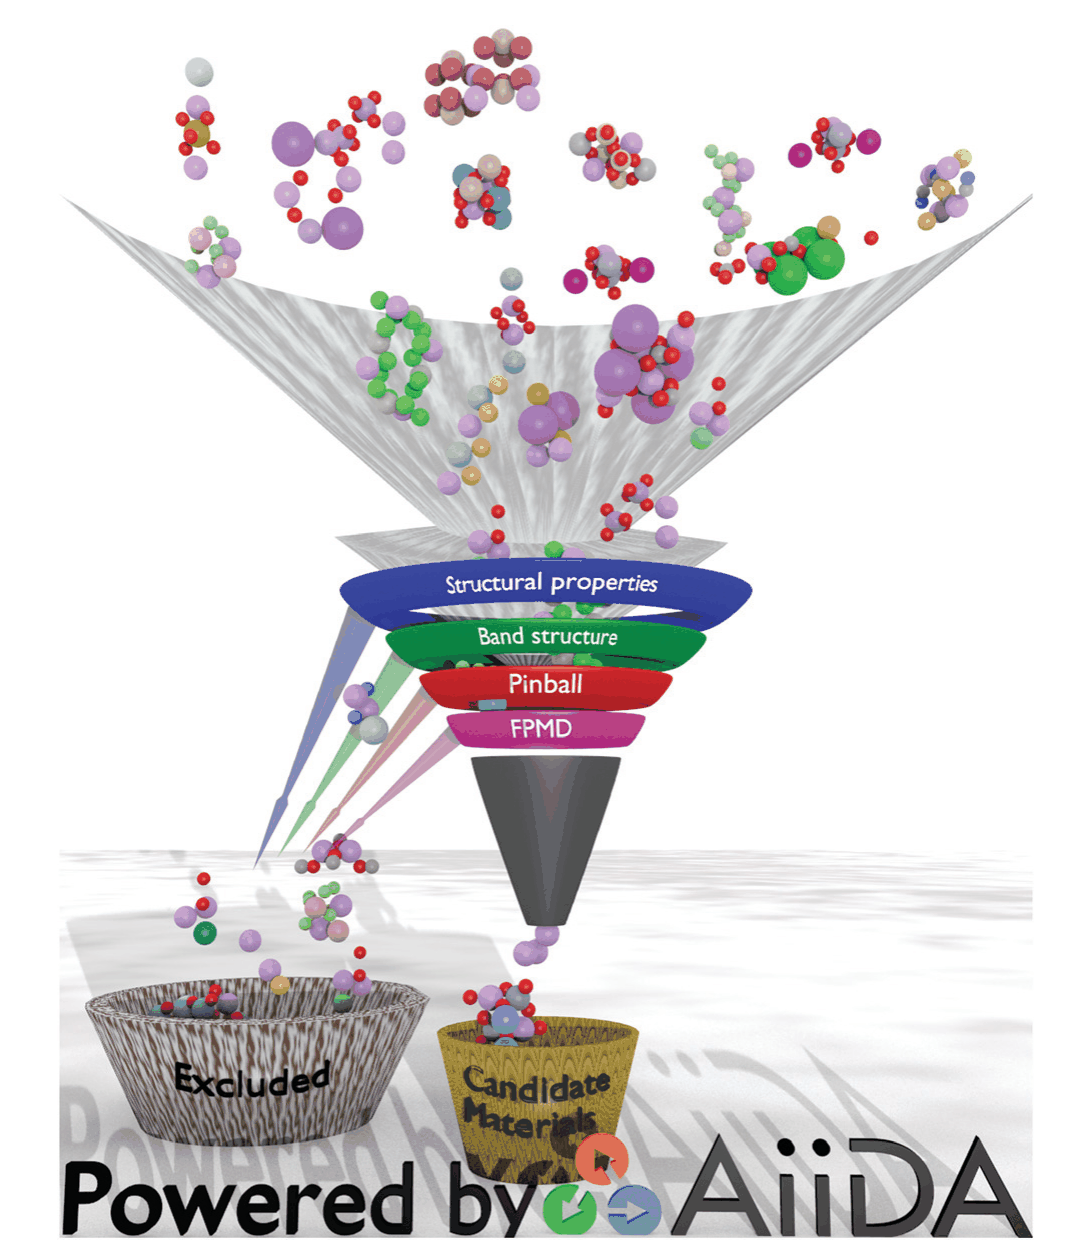 Structural properties
Band structure
Pinball
FPMD
Excluded
Candidate
Materials
Powered by AiiDA